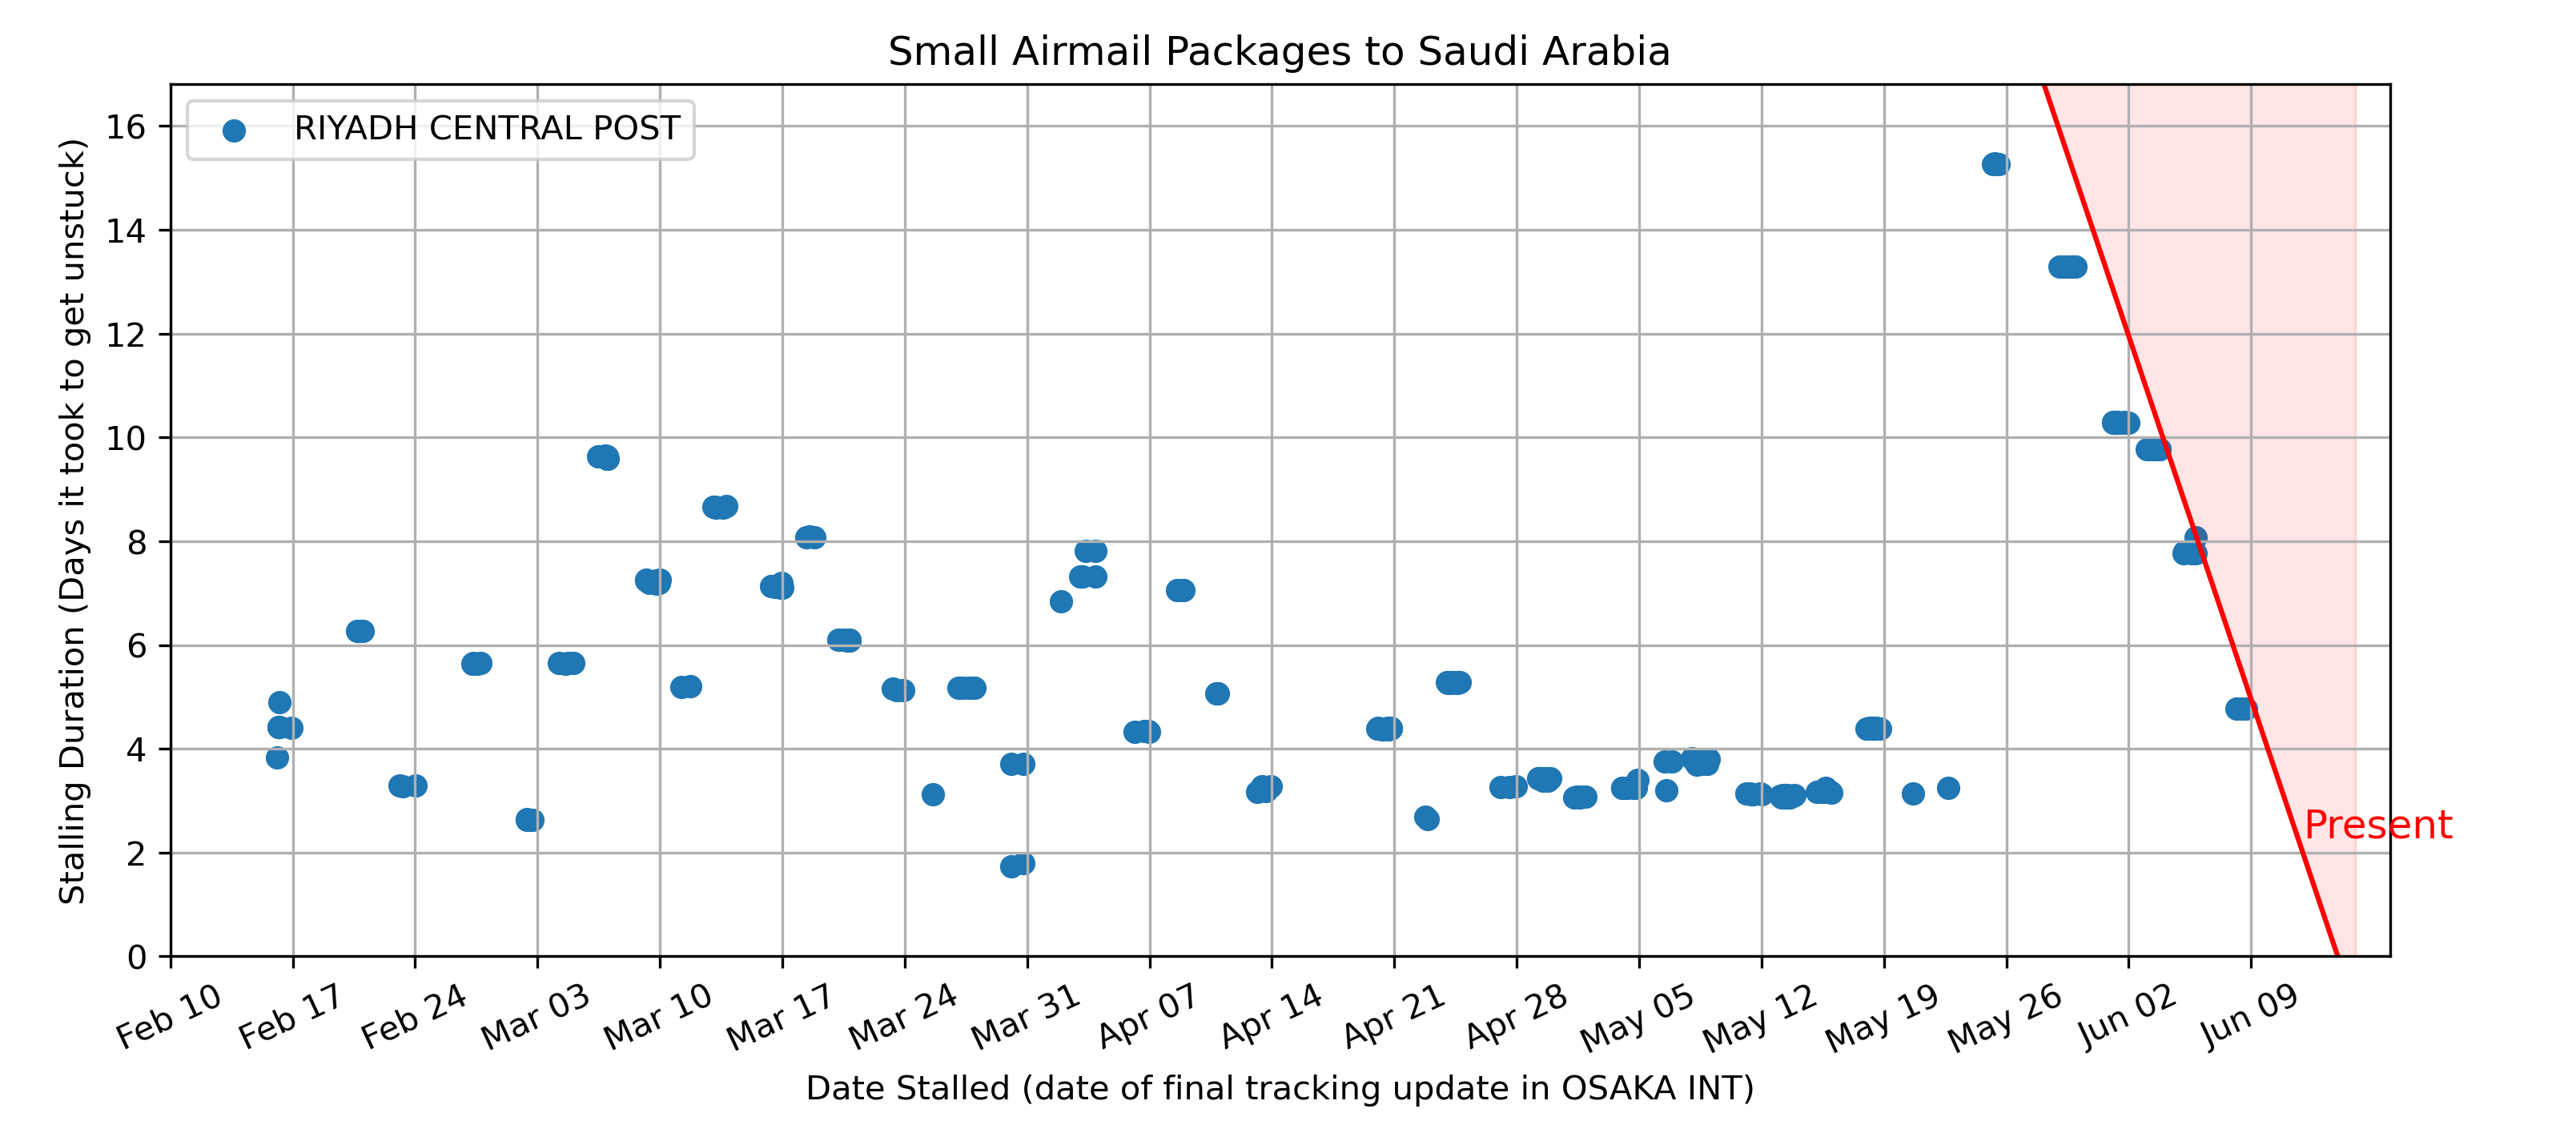 Small Airmail Packages to Saudi Arabia
RIYADH CENTRAL POST
Stalling Duration (Days it took to get unstuck)
16
14
12
10
8
6
4
2
0
Present
Feb 10
Feb 17
Feb 24
Mar 03
Mar 10
Mar 17
Mar 24
Mar 31
Apr 07
Apr 14
Apr 21
Apr 28
May 05
May 12
May 19
May 26
Jun 02
Jun 09
Date Stalled (date of final tracking update in OSAKA INT)